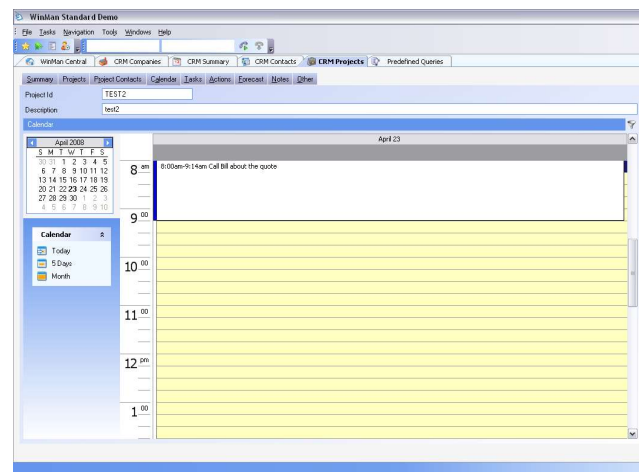 WinMan Standard Demo
File Tasks Navigation Tools Windows Help
WinMan Central CRM Companies CRM Summary CRM Contacts CRM Projects Predefined Queries
Summary Projects Project Contacts Calendar Tasks Actions Forecast Notes Other
Project Id TEST2
Description test2
Calendar
April 2008
S M T W T F S
30 31 1 2 3 4 5
6 7 8 9 10 11 12
13 14 15 16 17 18 19
20 21 22 23 24 25 26
27 28 29 30 1 2 3
4 5 6 7 8 9 10
Calendar
Today
5 Days
Month
April 23
8 am 8:00am-9:14am Call Bill about the quote
9 00
10 00
11 00
12 pm
1 00